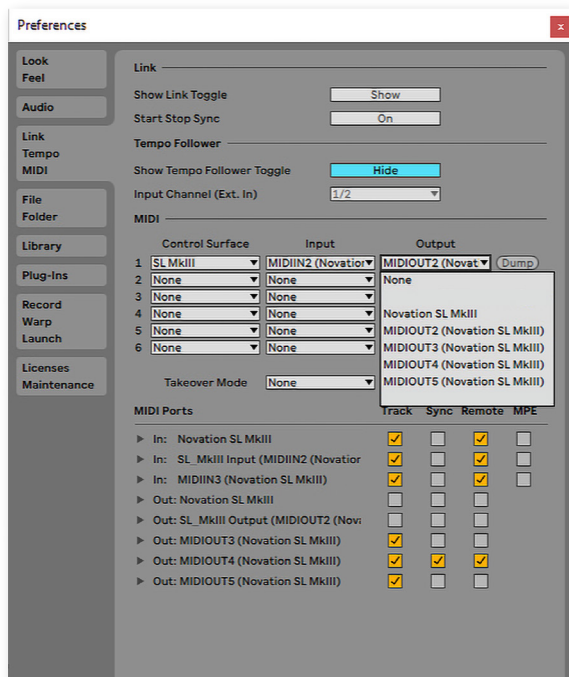 Preferences
x
Look
Feel
Audio
Link
Tempo
MIDI
File
Folder
Library
Plug-Ins
Record
Warp
Launch
Licenses
Maintenance
Link
Show Link Toggle Show
Start Stop Sync On
Tempo Follower
Show Tempo Follower Toggle Hide
Input Channel (Ext. In) 1/2
MIDI
Control Surface Input Output
1 SL MkIII MIDIIN2 (Novation MIDIOUT2 (Novat Dump
2 None None None
3 None None
4 None None Novation SL MkIII
5 None None MIDIOUT2 (Novation SL MkIII)
6 None None MIDIOUT3 (Novation SL MkIII)
MIDIOUT4 (Novation SL MkIII)
MIDIOUT5 (Novation SL MkIII)
Takeover Mode None
MIDI Ports Track Sync Remote MPE
In: Novation SL MkIII
In: SL_MkIII Input (MIDIIN2 (Novation
In: MIDIIN3 (Novation SL MkIII)
Out: Novation SL MkIII
Out: SL_MkIII Output (MIDIOUT2 (Nova
Out: MIDIOUT3 (Novation SL MkIII)
Out: MIDIOUT4 (Novation SL MkIII)
Out: MIDIOUT5 (Novation SL MkIII)